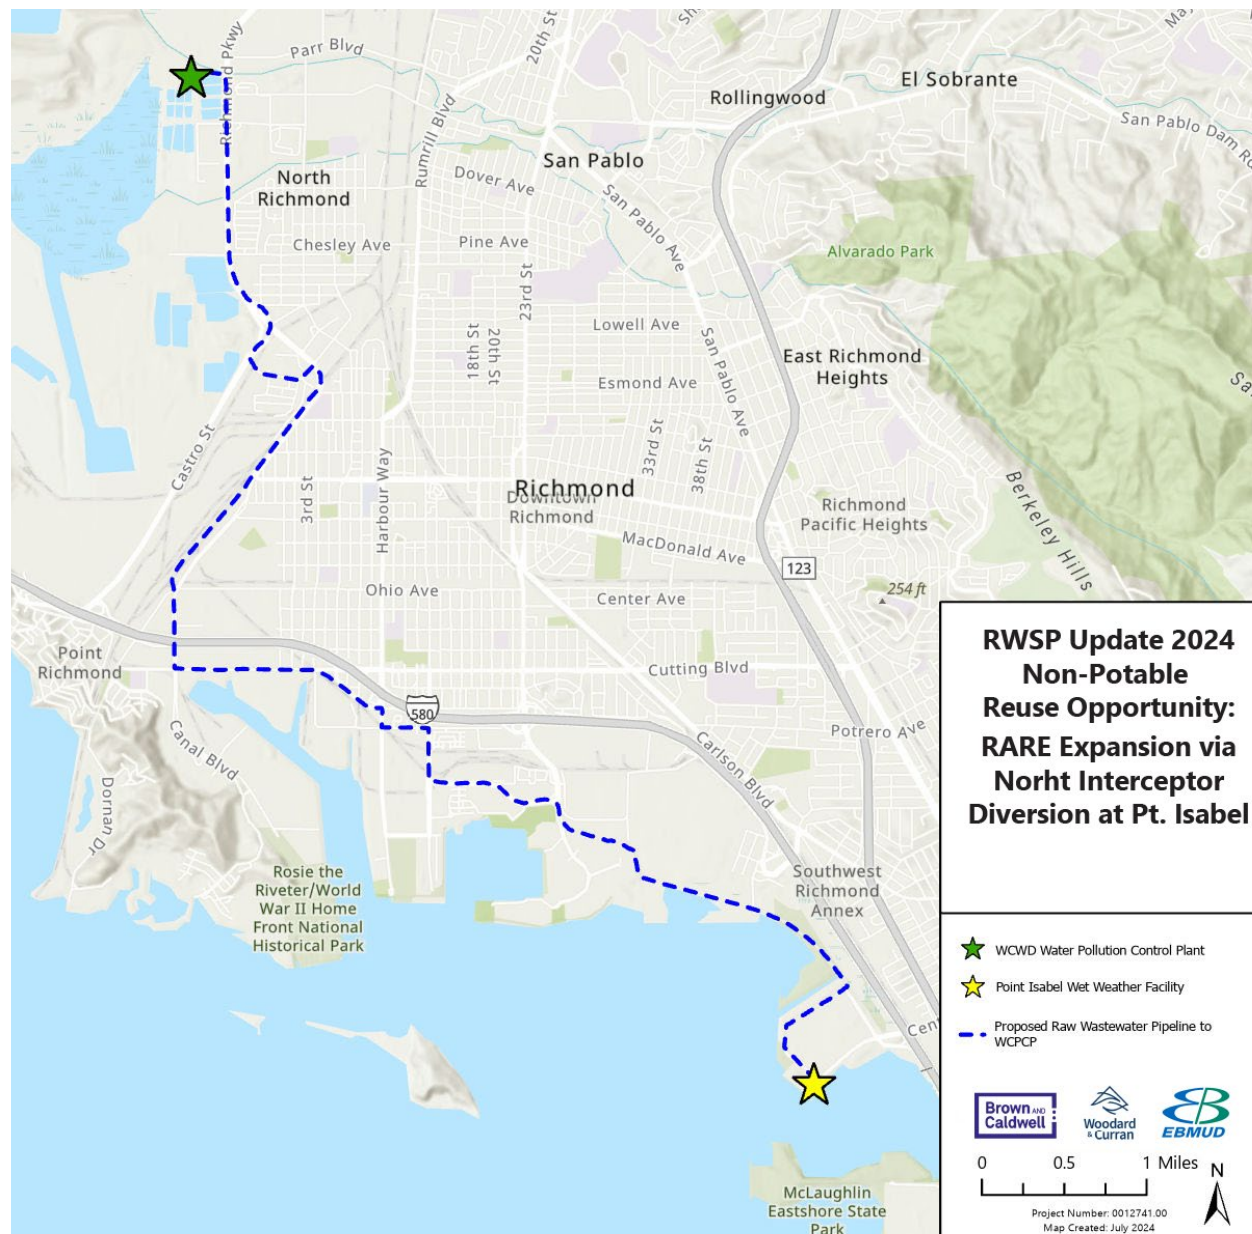 20th St
Parr Blvd
Richmond Pkwy
El Sobrante
Rollingwood
San Pablo Dam Rd
Rumrill Blvd
San Pablo
North
Richmond
Dover Ave
San Pablo Ave
Chesley Ave
Pine Ave
Alvarado Park
23rd St
18th St
20th St
Lowell Ave
San Pablo Ave
East Richmond
Heights
Esmond Ave
Castro St
33rd St
38th St
3rd St
Harbour Way
Richmond
Downtown
Richmond
Richmond
Pacific Heights
Berkeley Hills
MacDonald Ave
123
Ohio Ave
Center Ave
254 ft
Point
Richmond
Cutting Blvd
580
Canal Blvd
Carlson Blvd
Potrero Ave
Dornan Dr
Rosie the
Riveter/World
War II Home
Front National
Historical Park
Southwest
Richmond
Annex
Cen
McLaughlin
Eastshore State
Park
RWSP Update 2024
Non-Potable
Reuse Opportunity:
RARE Expansion via
Norht Interceptor
Diversion at Pt. Isabel
WCWD Water Pollution Control Plant
Point Isabel Wet Weather Facility
Proposed Raw Wastewater Pipeline to
WCPCP
Brown AND
Caldwell
Woodard
& Curran
EBMUD
0 0.5 1 Miles
N
Project Number: 0012741.00
Map Created: July 2024